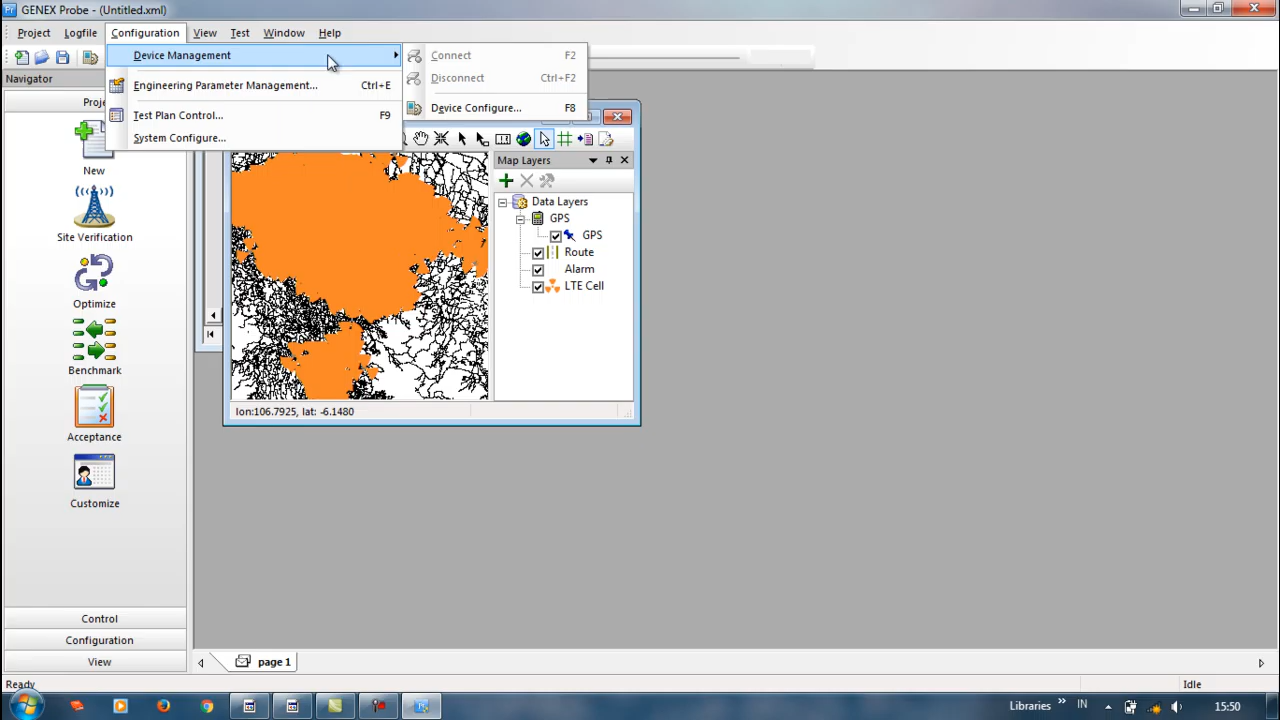 GENEX Probe - (Untitled.xml)
Project Logfile Configuration View Test Window Help
Device Management
Connect F2
Disconnect Ctrl+F2
Engineering Parameter Management... Ctrl+E
Device Configure... F8
Test Plan Control... F9
System Configure...
Navigator
New
Site Verification
Optimize
Benchmark
Acceptance
Customize
Control
Configuration
View
Map Layers
Data Layers
GPS
GPS
Route
Alarm
LTE Cell
lon:106.7925, lat: -6.1480
page 1
Ready
Idle
Libraries
IN
15:50